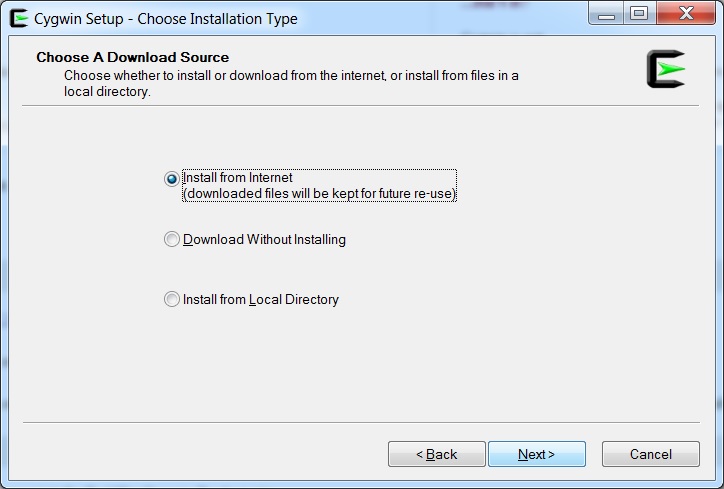 Cygwin Setup - Choose Installation Type
Choose A Download Source
Choose whether to install or download from the internet, or install from files in a
local directory.
Install from Internet
(downloaded files will be kept for future re-use)
Download Without Installing
Install from Local Directory
< Back
Next >
Cancel